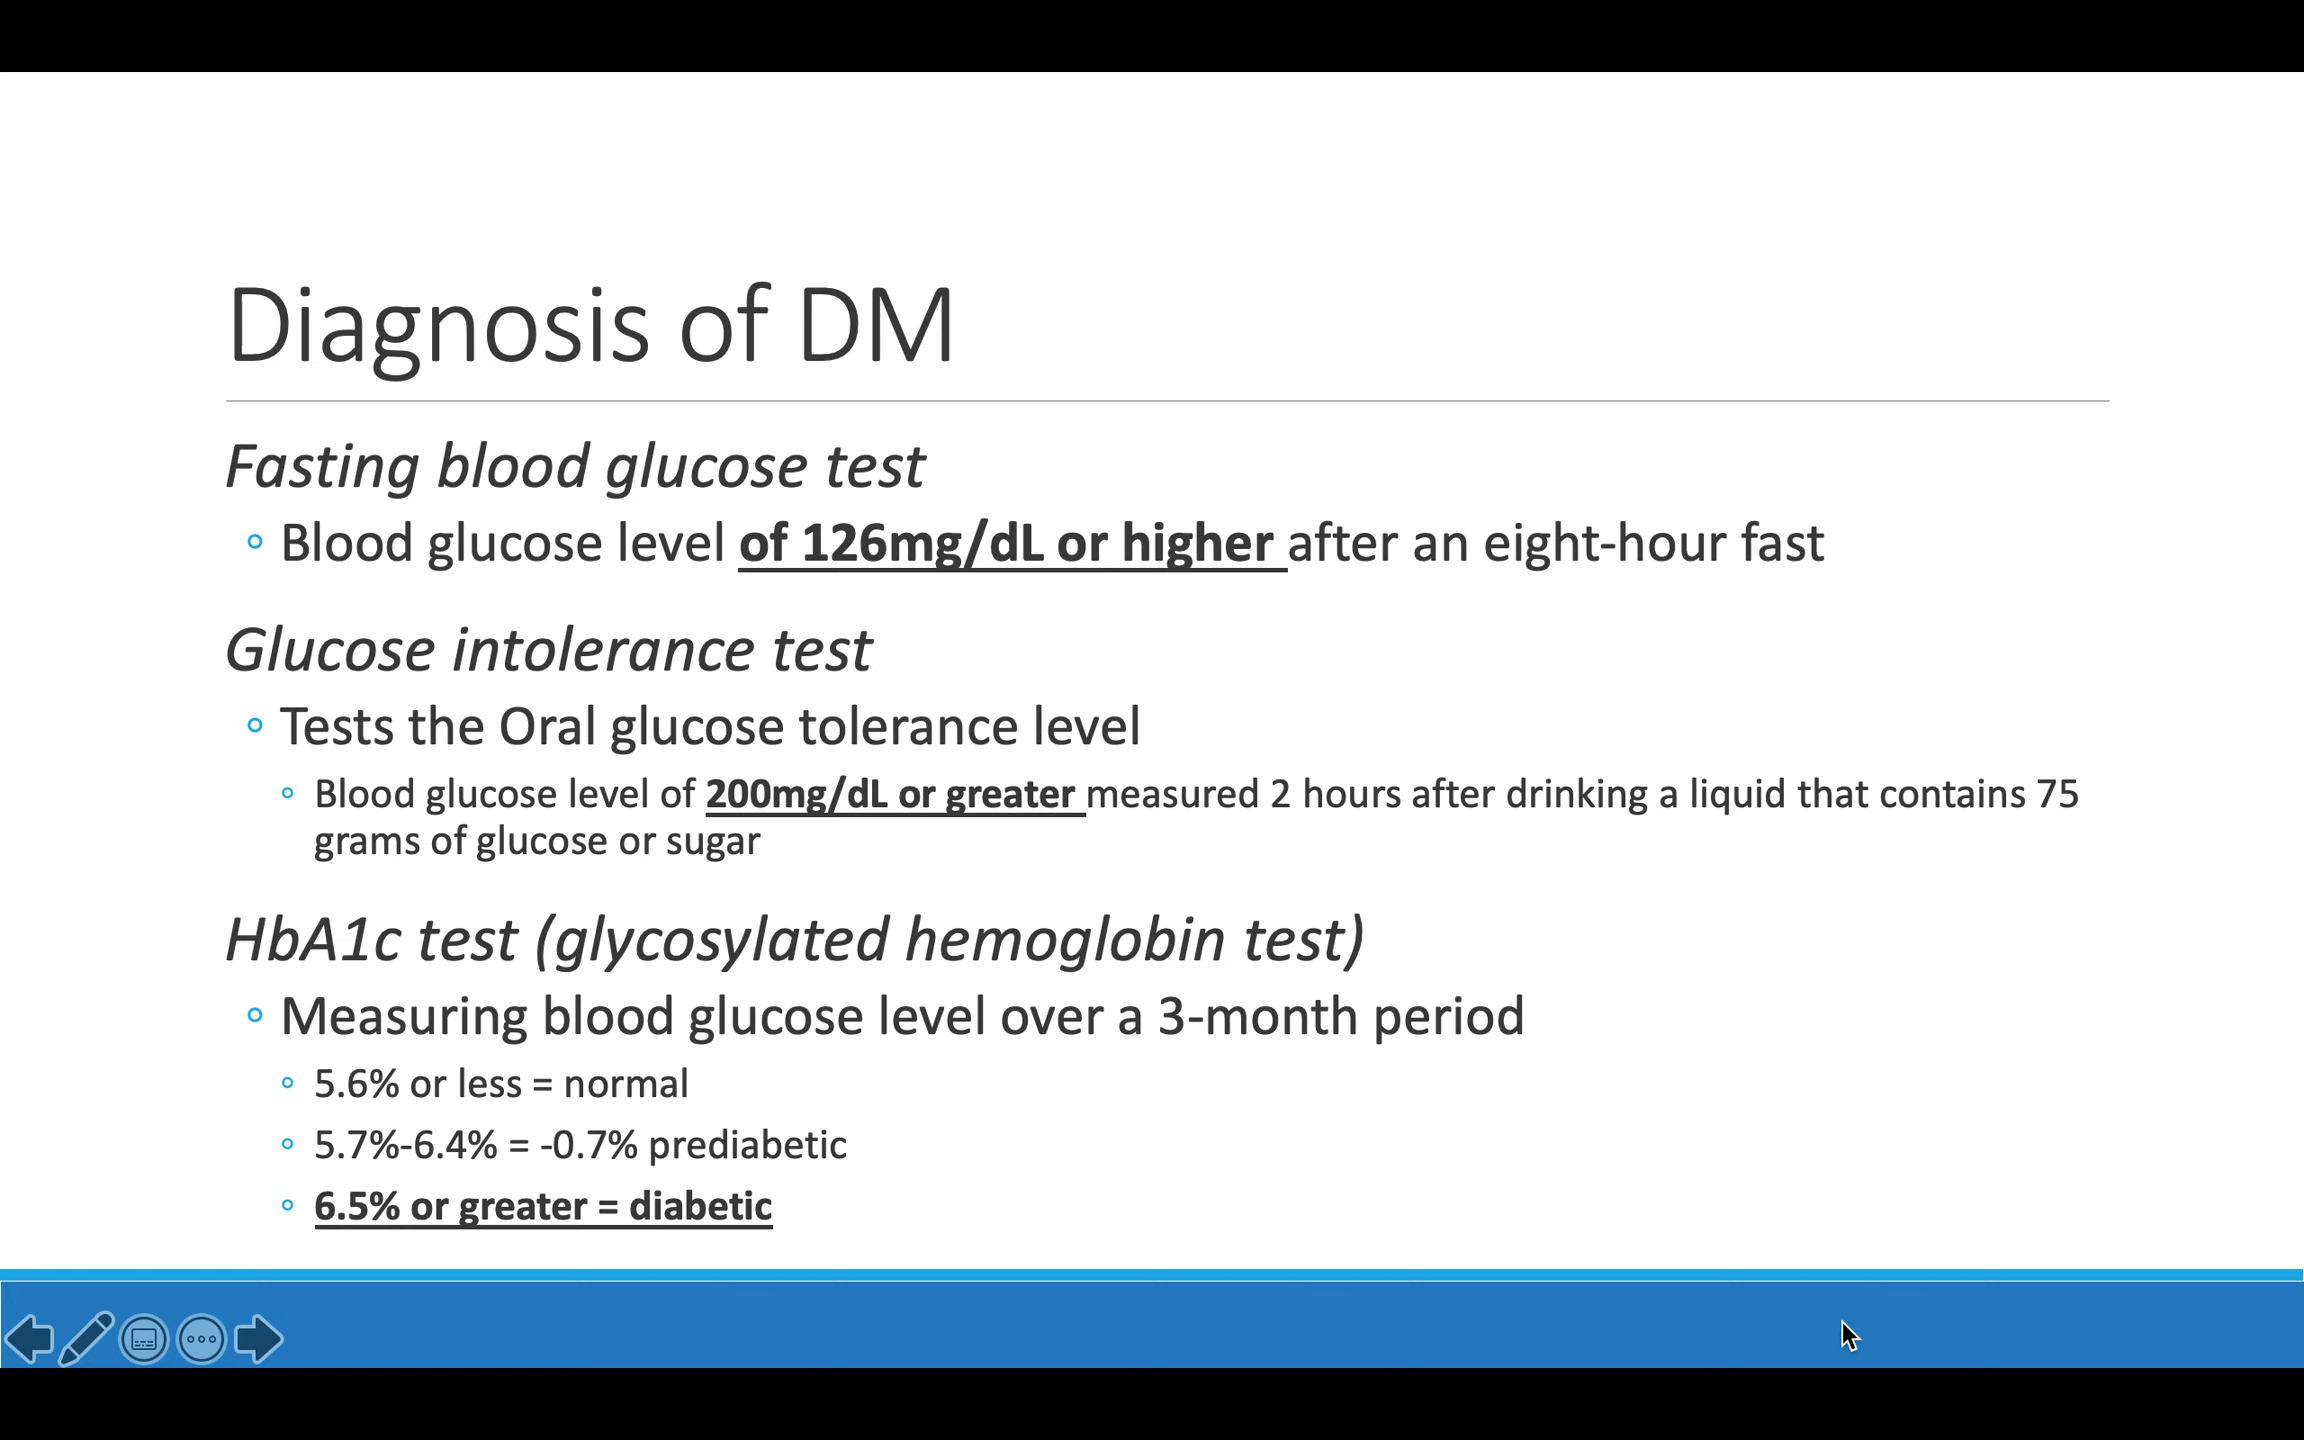 Diagnosis of DM
Fasting blood glucose test
Blood glucose level of 126mg/dL or higher after an eight-hour fast
Glucose intolerance test
Tests the Oral glucose tolerance level
Blood glucose level of 200mg/dL or greater measured 2 hours after drinking a liquid that contains 75
grams of glucose or sugar
HbA1c test (glycosylated hemoglobin test)
Measuring blood glucose level over a 3-month period
5.6% or less = normal
5.7%-6.4% = -0.7% prediabetic
6.5% or greater = diabetic